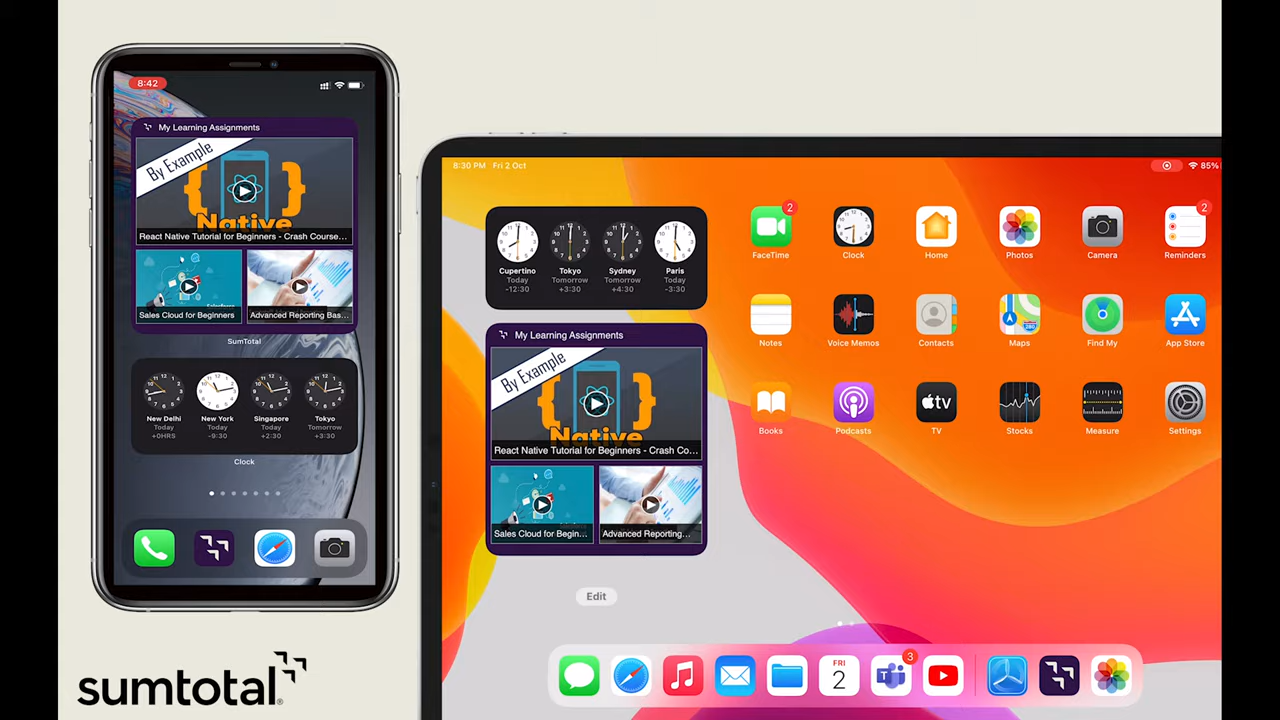 8:42
My Learning Assignments
By Example
{ }
Native
React Native Tutorial for Beginners - Crash Course...
Sales Cloud for Beginners
Advanced Reporting Bas...
SumTotal
New Delhi
Today
+0HRS
New York
Today
-9:30
Singapore
Today
+2:30
Tokyo
Tomorrow
+3:30
Clock
sumtotal®
8:30 PM Fri 2 Oct
85%
Cupertino
Today
-12:30
Tokyo
Tomorrow
+3:30
Sydney
Tomorrow
+4:30
Paris
Today
-3:30
My Learning Assignments
By Example
{ }
Native
React Native Tutorial for Beginners - Crash Co...
Sales Cloud for Begin...
Advanced Reporting...
Edit
2
2
FaceTime Clock Home Photos Camera Reminders
Notes Voice Memos Contacts Maps Find My App Store
tv
Books Podcasts TV Stocks Measure Settings
FRI
2
3